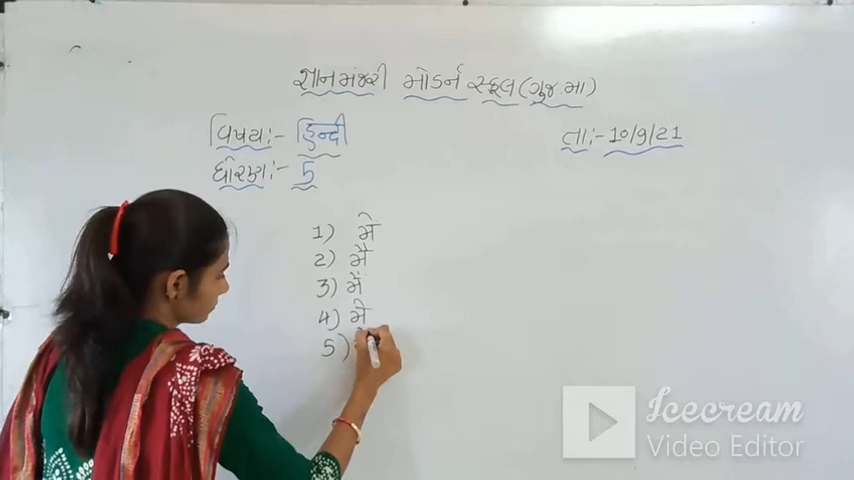 જ્ઞાનમંજરી મોડર્ન સ્કૂલ (ગુજ.મા)
વિષય:- હિન્દી
તા:- 10/9/21
ધોરણ:- 5
1) मे
2) मै
3) में
4) मे
5)
Icecream
Video Editor